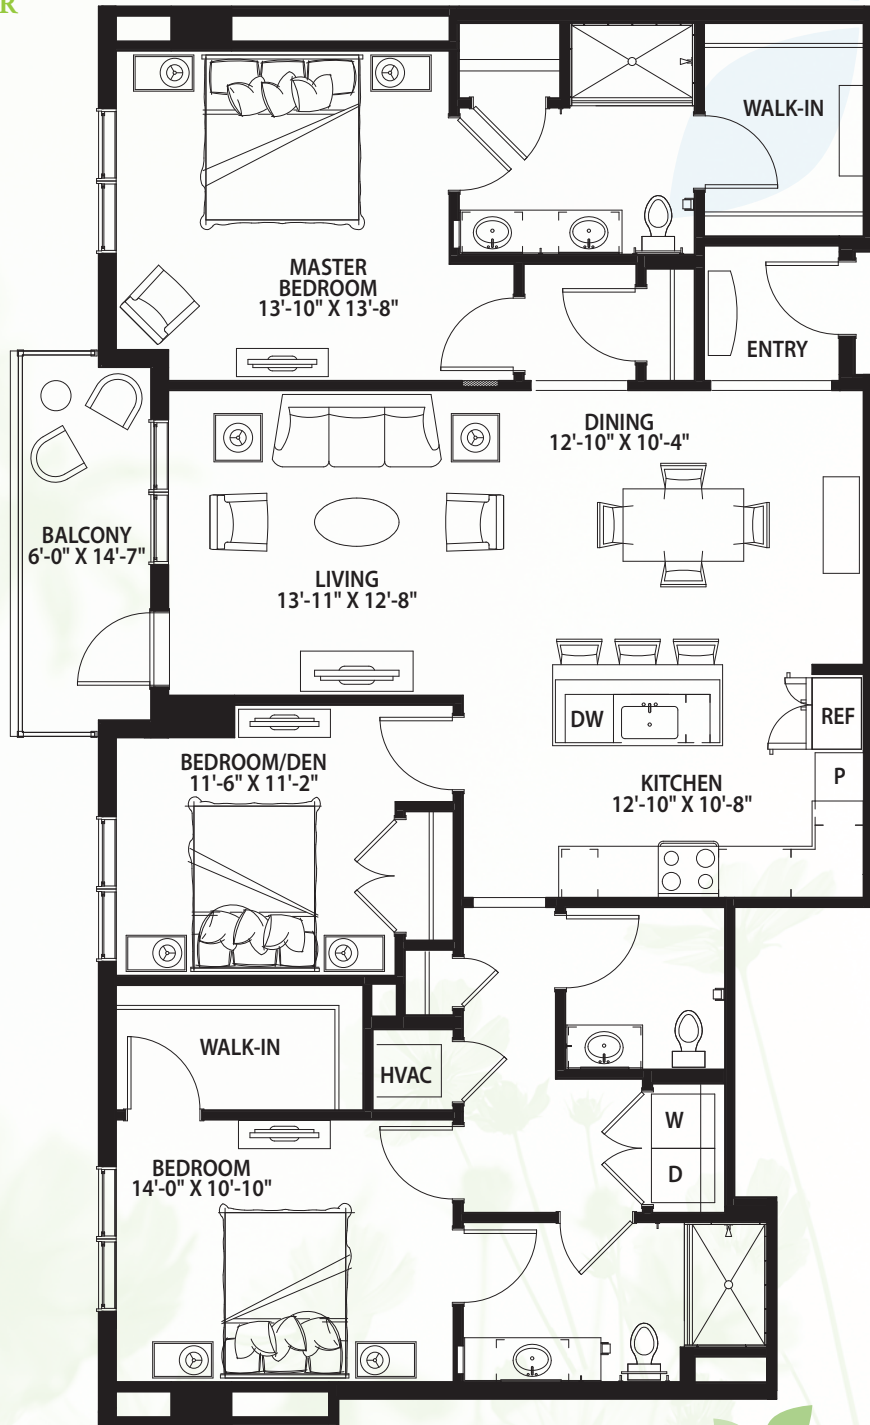 R
WALK-IN
MASTER
BEDROOM
13'-10" X 13'-8"
ENTRY
DINING
12'-10" X 10'-4"
BALCONY
6'-0" X 14'-7"
LIVING
13'-11" X 12'-8"
DW
REF
BEDROOM/DEN
11'-6" X 11'-2"
KITCHEN
12'-10" X 10'-8"
P
WALK-IN
HVAC
W
D
BEDROOM
14'-0" X 10'-10"